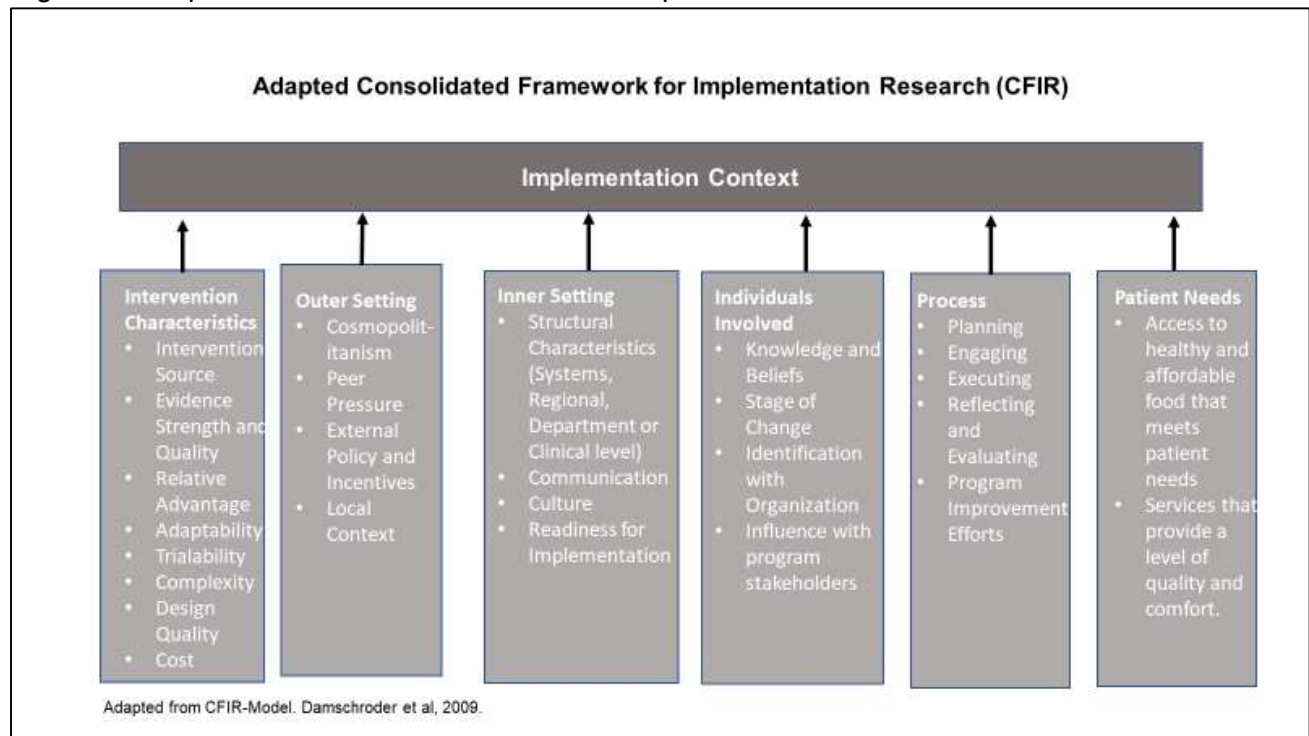 Adapted Consolidated Framework for Implementation Research (CFIR)
Implementation Context
Intervention
Characteristics
• Intervention
Source
• Evidence
Strength and
Quality
• Relative
Advantage
• Adaptability
• Trialability
• Complexity
• Design
Quality
• Cost
Outer Setting
• Cosmopolit-
itanism
• Peer
Pressure
• External
Policy and
Incentives
• Local
Context
Inner Setting
• Structural
Characteristics
(Systems,
Regional,
Department or
Clinical level)
• Communication
• Culture
• Readiness for
Implementation
Individuals
Involved
• Knowledge and
Beliefs
• Stage of
Change
• Identification
with
Organization
• Influence with
program
stakeholders
Process
• Planning
• Engaging
• Executing
• Reflecting
and
Evaluating
• Program
Improvement
Efforts
Patient Needs
• Access to
healthy and
affordable
food that
meets
patient
needs
• Services that
provide a
level of
quality and
comfort.
Adapted from CFIR-Model. Damschroder et al, 2009.